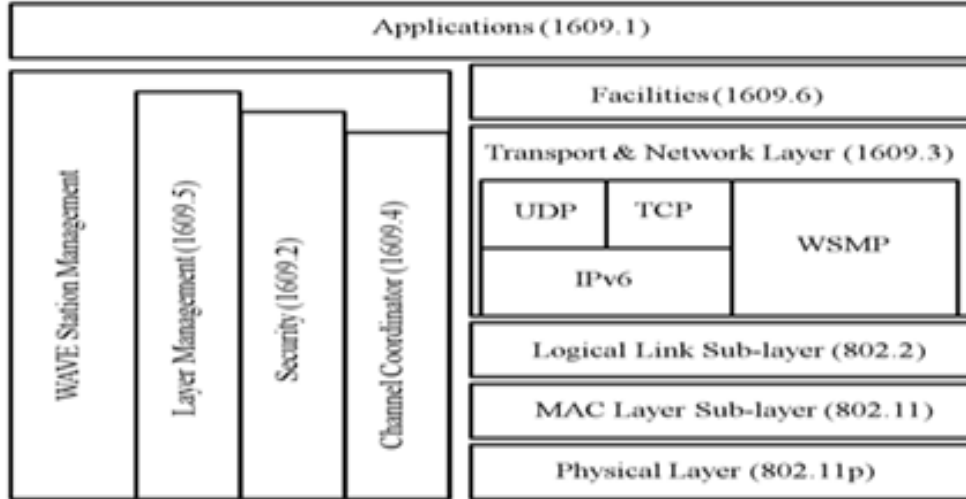 Applications (1609.1)
WAVE Station Management
Layer Management (1609.5)
Security (1609.2)
Channel Coordinator (1609.4)
Facilities (1609.6)
Transport & Network Layer (1609.3)
UDP
TCP
WSMP
IPv6
Logical Link Sub-layer (802.2)
MAC Layer Sub-layer (802.11)
Physical Layer (802.11p)